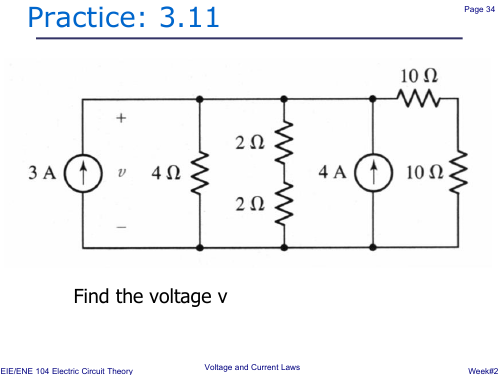 Practice: 3.11
Page 34
10 Ω
+
2 Ω
3 A
v
4 Ω
4 A
10 Ω
2 Ω
−
Find the voltage v
EIE/ENE 104 Electric Circuit Theory
Voltage and Current Laws
Week#2